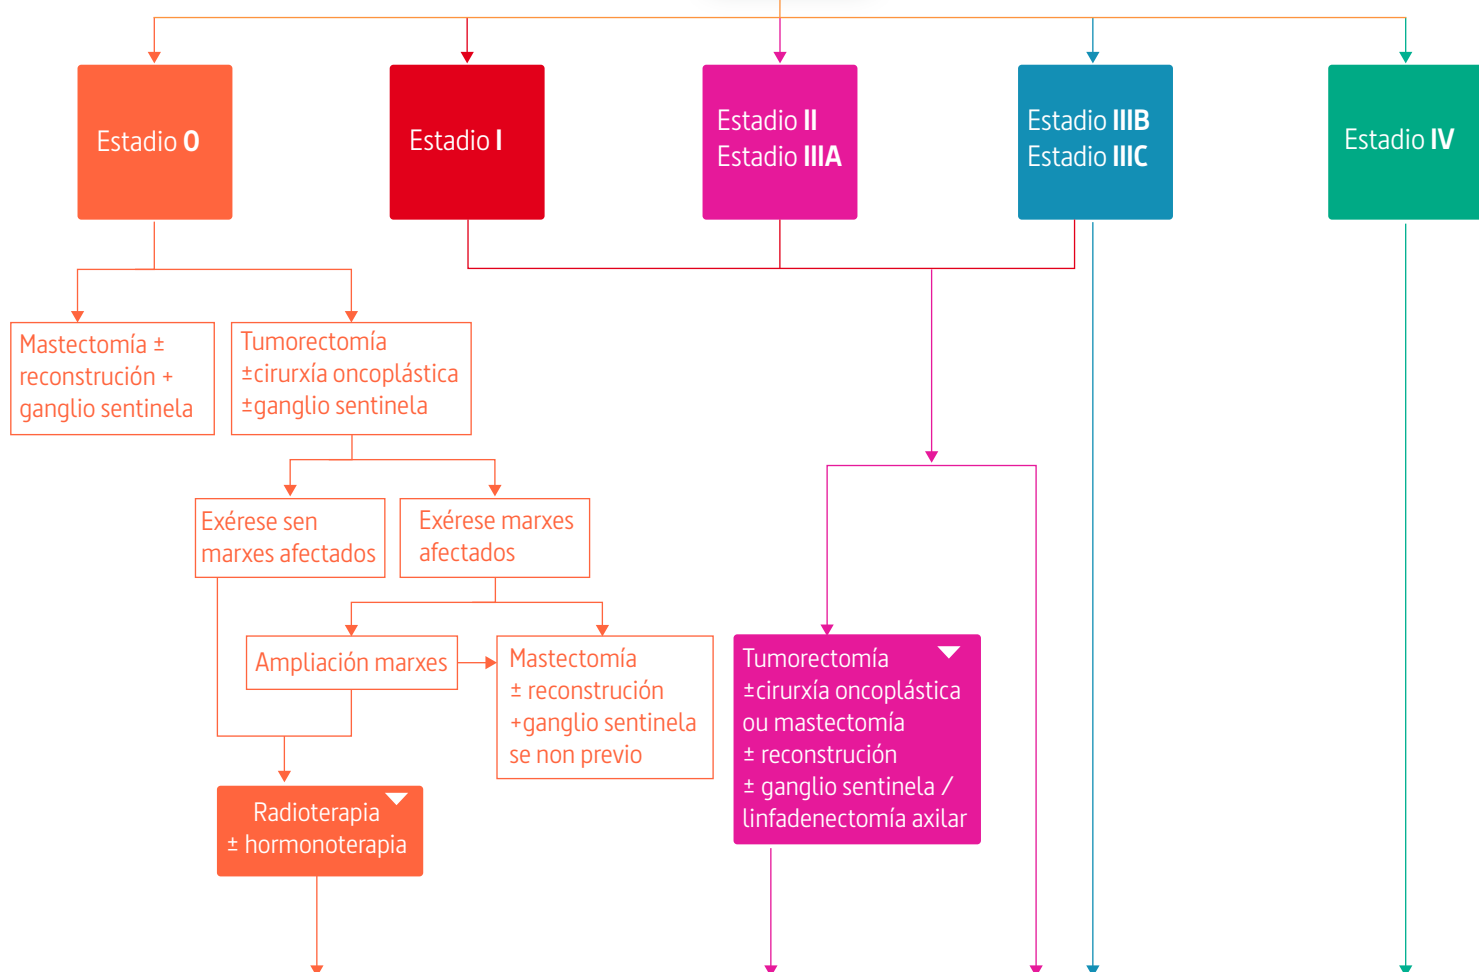 Estadio 0
Estadio I
Estadio II
Estadio IIIA
Estadio IIIB
Estadio IIIC
Estadio IV
Mastectomía ±
reconstrución +
ganglio sentinela
Tumorectomía
±cirurxía oncoplástica
±ganglio sentinela
Exérese sen
marxes afectados
Exérese marxes
afectados
Ampliación marxes
Mastectomía
± reconstrución
+ganglio sentinela
se non previo
Tumorectomía
±cirurxía oncoplástica
ou mastectomía
± reconstrución
± ganglio sentinela /
linfadenectomía axilar
Radioterapia
± hormonoterapia